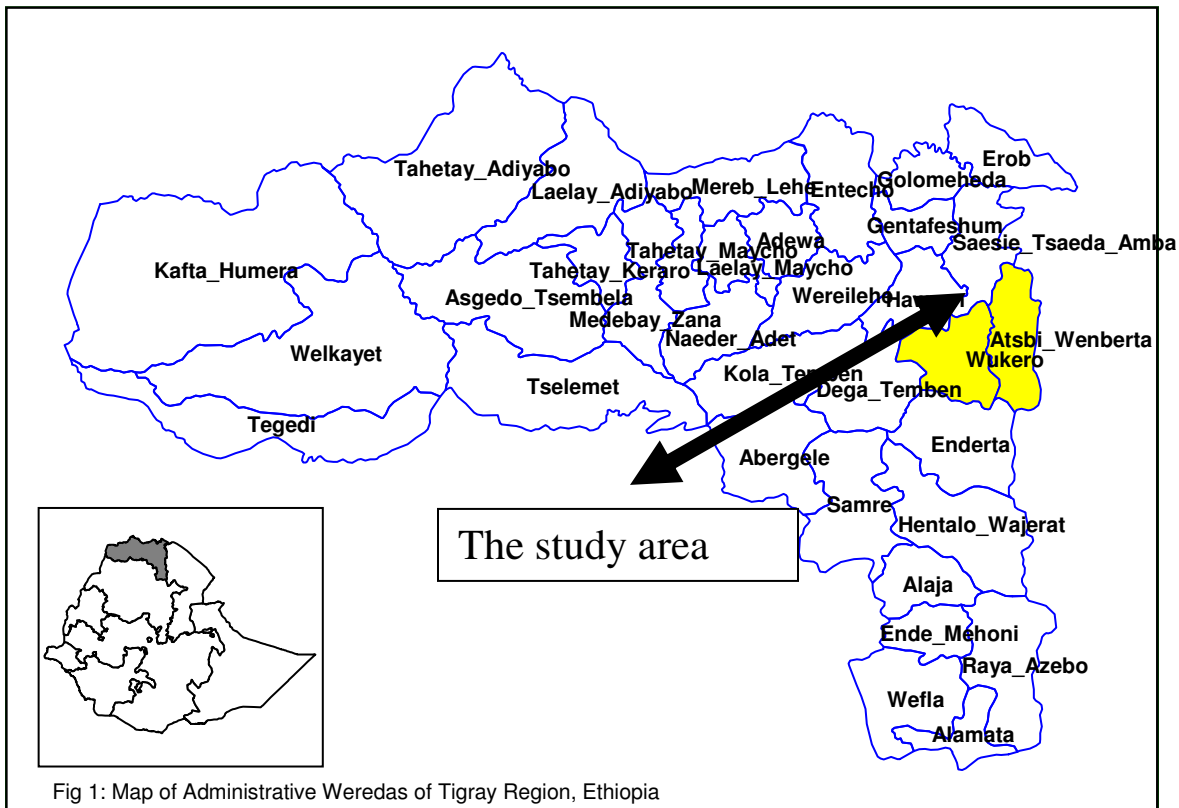 Erob
Tahetay_Adiyabo
Golomeheda
Laelay_Adiyabo
Mereb_Lehe
Entecho
Gentafeshum
Saesie_Tsaeda_Amba
Adewa
Tahetay_Maycho
Kafta_Humera
Tahetay_Keraro
Laelay_Maycho
Asgedo_Tsembela
Wereilehe
Medebay_Zana
Naeder_Adet
Atsbi_Wenberta
Welkayet
Wukero
Kola_Temben
Tselemet
Dega_Temben
Tegedi
Enderta
Abergele
Samre
Hentalo_Wajerat
The study area
Alaja
Ende_Mehoni
Raya_Azebo
Wefla
Alamata
Fig 1: Map of Administrative Weredas of Tigray Region, Ethiopia